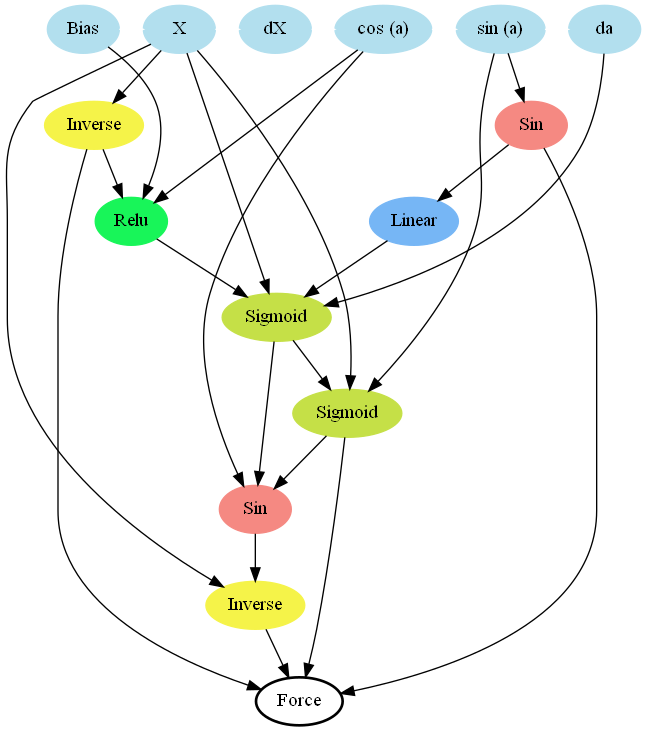 Bias X dX cos (a) sin (a) da
Inverse Sin
Relu Linear
Sigmoid
Sigmoid
Sin
Inverse
Force